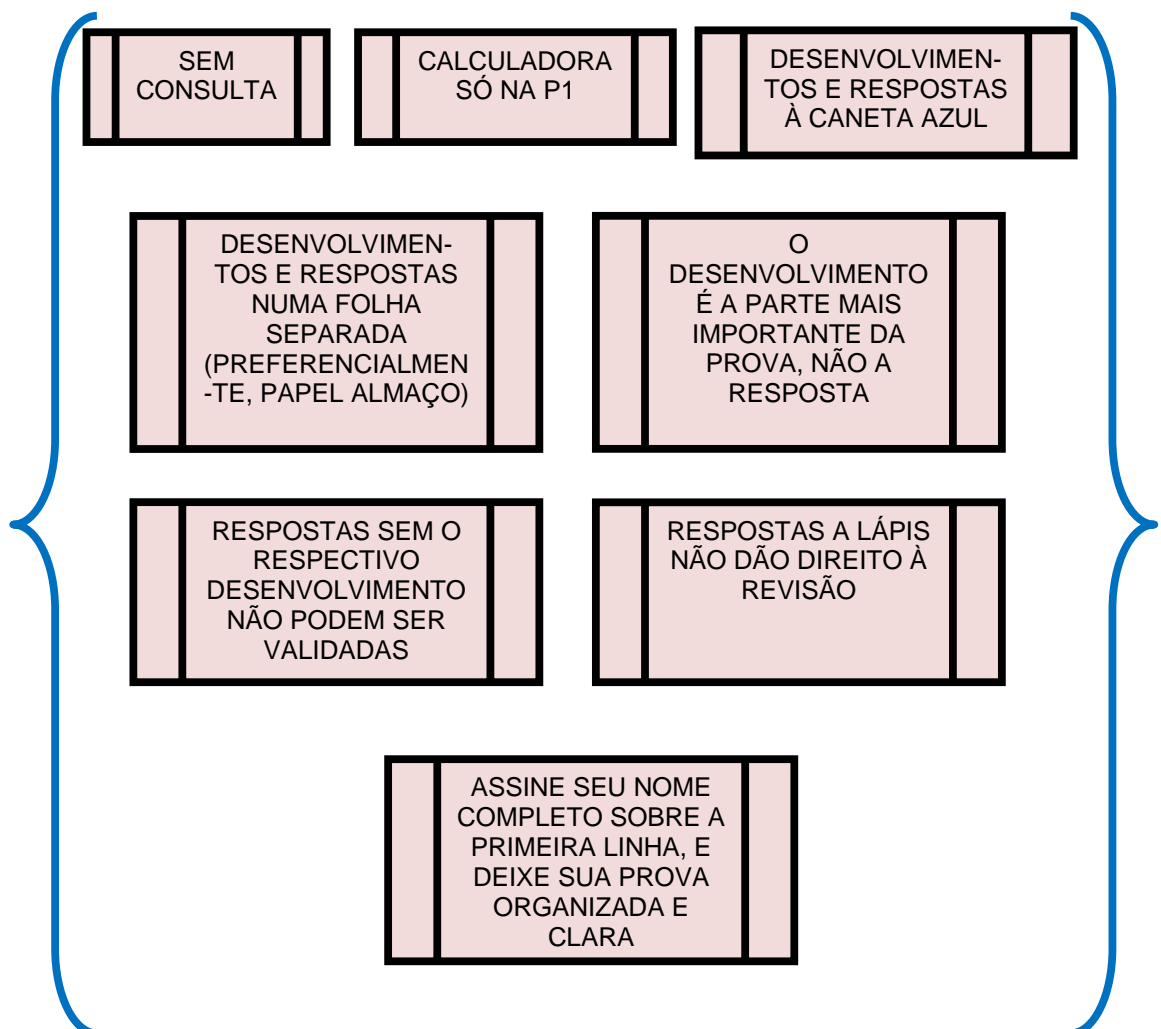 SEM
CONSULTA
CALCULADORA
SÓ NA P1
DESENVOLVIMEN-
TOS E RESPOSTAS
À CANETA AZUL
DESENVOLVIMEN-
TOS E RESPOSTAS
NUMA FOLHA
SEPARADA
(PREFERENCIALMEN
-TE, PAPEL ALMAÇO)
O
DESENVOLVIMENTO
É A PARTE MAIS
IMPORTANTE DA
PROVA, NÃO A
RESPOSTA
RESPOSTAS SEM O
RESPECTIVO
DESENVOLVIMENTO
NÃO PODEM SER
VALIDADAS
RESPOSTAS A LÁPIS
NÃO DÃO DIREITO À
REVISÃO
ASSINE SEU NOME
COMPLETO SOBRE A
PRIMEIRA LINHA, E
DEIXE SUA PROVA
ORGANIZADA E
CLARA